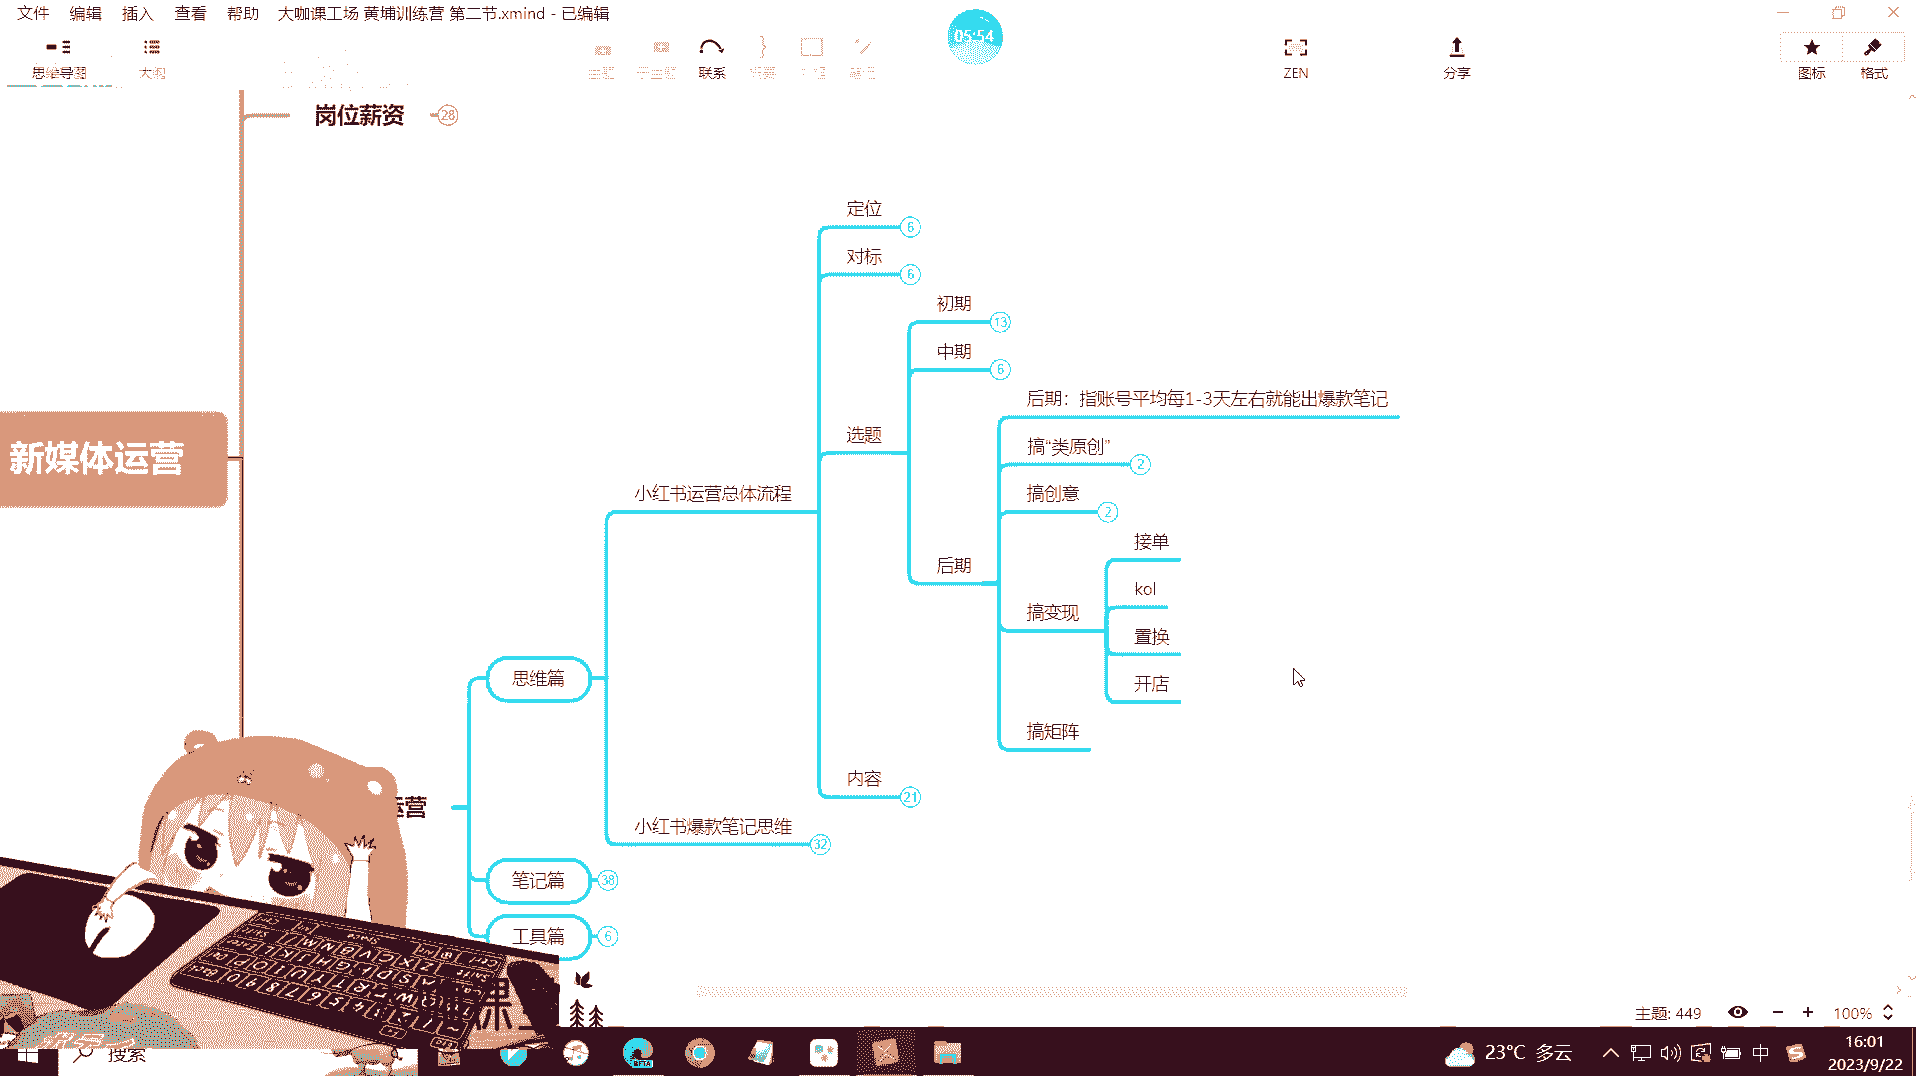 文件 编辑 插入 查看 帮助 大咖课工场 黄埔训练营 第二节.xmind - 已编辑
05:54
思维导图 大纲 联系 ZEN 分享 图标 格式
岗位薪资 28
定位 6
对标 6
初期 13
中期 6
后期：指账号平均每1-3天左右就能出爆款笔记
选题
搞“类原创” 2
新媒体运营
小红书运营总体流程
搞创意 2
接单
后期
kol
搞变现
置换
思维篇
开店
搞矩阵
内容 21
运营
小红书爆款笔记思维 32
笔记篇 38
工具篇 6
主题: 449 100%
搜索
23°C 多云
中
16:01
2023/9/22